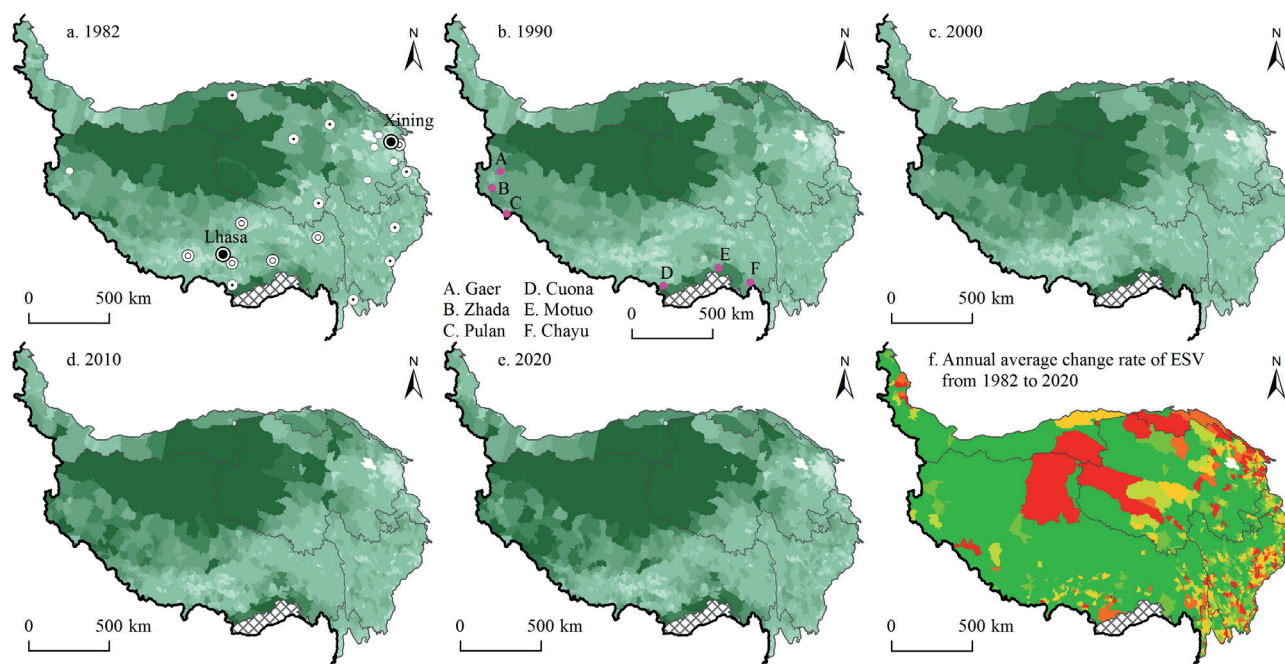 a. 1982
N
Xining
Lhasa
0 500 km
b. 1990
N
A
B
C
D
E
F
A. Gaer D. Cuona
B. Zhada E. Motuo
C. Pulan F. Chayu
0 500 km
c. 2000
N
0 500 km
d. 2010
N
0 500 km
e. 2020
N
0 500 km
f. Annual average change rate of ESV
from 1982 to 2020
N
0 500 km